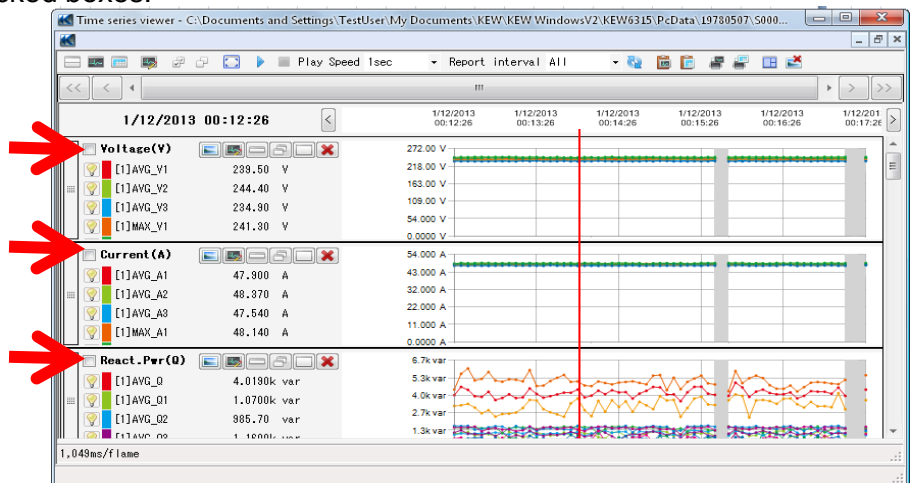 Time series viewer - C:\Documents and Settings\TestUser\My Documents\KEW\KEW WindowsV2\KEW6315\PcData\19780507\S000...
Play Speed 1sec Report interval All
<< < > >>
1/12/2013 00:12:26 <
1/12/2013 1/12/2013 1/12/2013 1/12/2013 1/12/2013 1/12/201 >
00:12:26 00:13:26 00:14:26 00:15:26 00:16:26 00:17:26
Voltage(V)
[1]AVG_V1 239.50 V
[1]AVG_V2 244.40 V
[1]AVG_V3 234.90 V
[1]MAX_V1 241.30 V
272.00 V
218.00 V
163.00 V
109.00 V
54.000 V
0.0000 V
Current(A)
[1]AVG_A1 47.900 A
[1]AVG_A2 48.370 A
[1]AVG_A3 47.540 A
[1]MAX_A1 48.140 A
54.000 A
43.000 A
32.000 A
22.000 A
11.000 A
0.0000 A
React.Pwr(Q)
[1]AVG_Q 4.0190k var
[1]AVG_Q1 1.0700k var
[1]AVG_Q2 985.70 var
6.7k var
5.3k var
4.0k var
2.7k var
1.3k var
1,049ms/flame